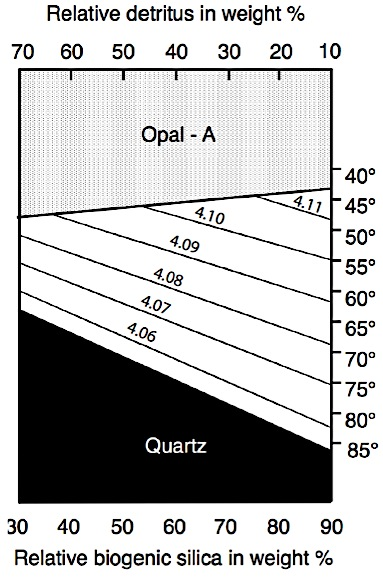 Relative detritus in weight %
70 60 50 40 30 20 10
Opal - A
40°
4.11
45°
4.10
50°
4.09
55°
4.08
60°
4.07
65°
4.06
70°
75°
80°
Quartz
85°
30 40 50 60 70 80 90
Relative biogenic silica in weight %